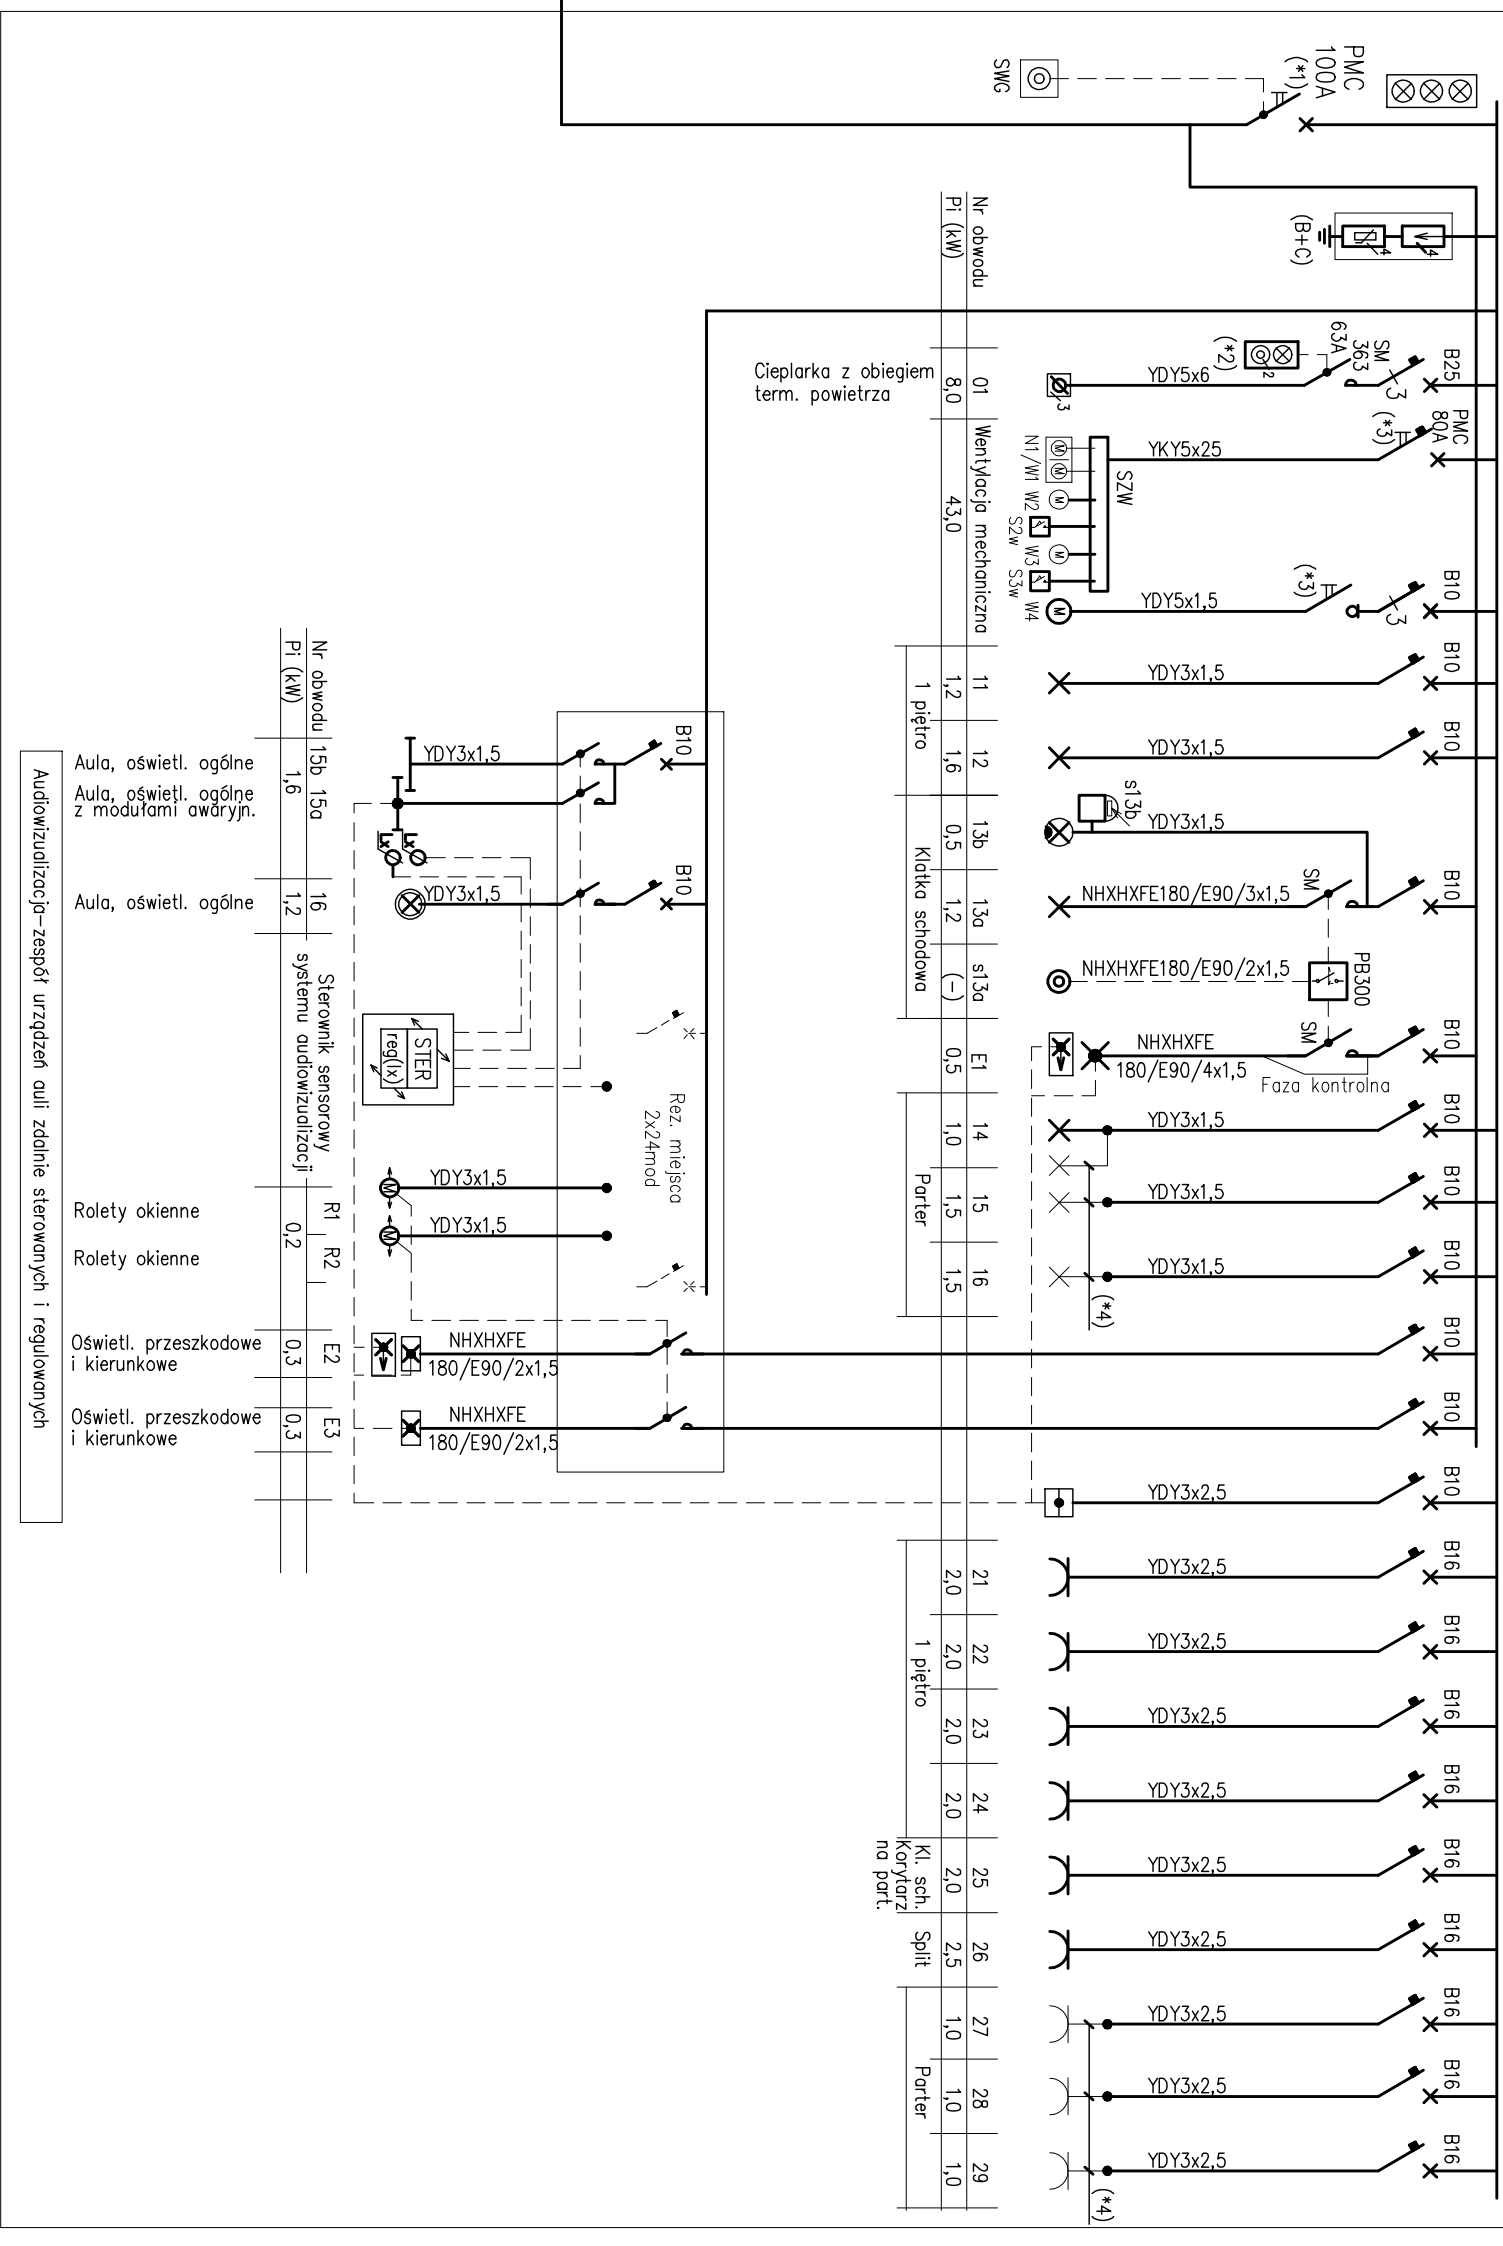 PMC
100A
(*1)
SWG
(B+C)
4
4
B25
SM
363
63A
3
(*2)
2
YDY5x6
3
PMC
80A
(*3)
YKY5x25
SZW
N1/W1
W2
S2w
W3
S3w
W4
M
M
M
M
M
B10
3
(*3)
YDY5x1,5
B10
YDY3x1,5
B10
YDY3x1,5
s13b
YDY3x1,5
B10
SM
NHXHXFE180/E90/3x1,5
PB300
NHXHXFE180/E90/2x1,5
B10
SM
NHXHXFE
180/E90/4x1,5
Faza kontrolna
B10
YDY3x1,5
B10
YDY3x1,5
B10
YDY3x1,5
(*4)
B10
B10
B10
YDY3x2,5
B16
YDY3x2,5
B16
YDY3x2,5
B16
YDY3x2,5
B16
YDY3x2,5
B16
YDY3x2,5
B16
YDY3x2,5
B16
YDY3x2,5
B16
YDY3x2,5
B16
YDY3x2,5
(*4)
Nr obwodu 01 Wentylacja mechaniczna 11 12 13b 13a s13a E1 14 15 16 21 22 23 24 25 26 27 28 29
Pi (kW) 8,0 43,0 1,2 1,6 0,5 1,2 (-) 0,5 1,0 1,5 1,5 2,0 2,0 2,0 2,0 2,0 2,5 1,0 1,0 1,0
1 piętro
Klatka schodowa
Parter
1 piętro
Kl. sch.
Korytarz
na part.
Split
Parter
Cieplarka z obiegiem
term. powietrza
B10
YDY3x1,5
Lx
Lx
B10
YDY3x1,5
STER
reg(lx)
Rez. miejsca
2x24mod
M
YDY3x1,5
M
YDY3x1,5
NHXHXFE
180/E90/2x1,5
NHXHXFE
180/E90/2x1,5
Nr obwodu 15b 15a 16 Sterownik sensorowy
systemu audiowizualizacji
R1 R2 E2 E3
Pi (kW) 1,6 1,2 0,2 0,3 0,3
Aula, oświetl. ogólne
Aula, oświetl. ogólne
z modułami awaryjn.
Aula, oświetl. ogólne
Rolety okienne
Rolety okienne
Oświetl. przeszkodowe
i kierunkowe
Oświetl. przeszkodowe
i kierunkowe
Audiowizualizacja-zespół urządzeń auli zdalnie sterowanych i regulowanych